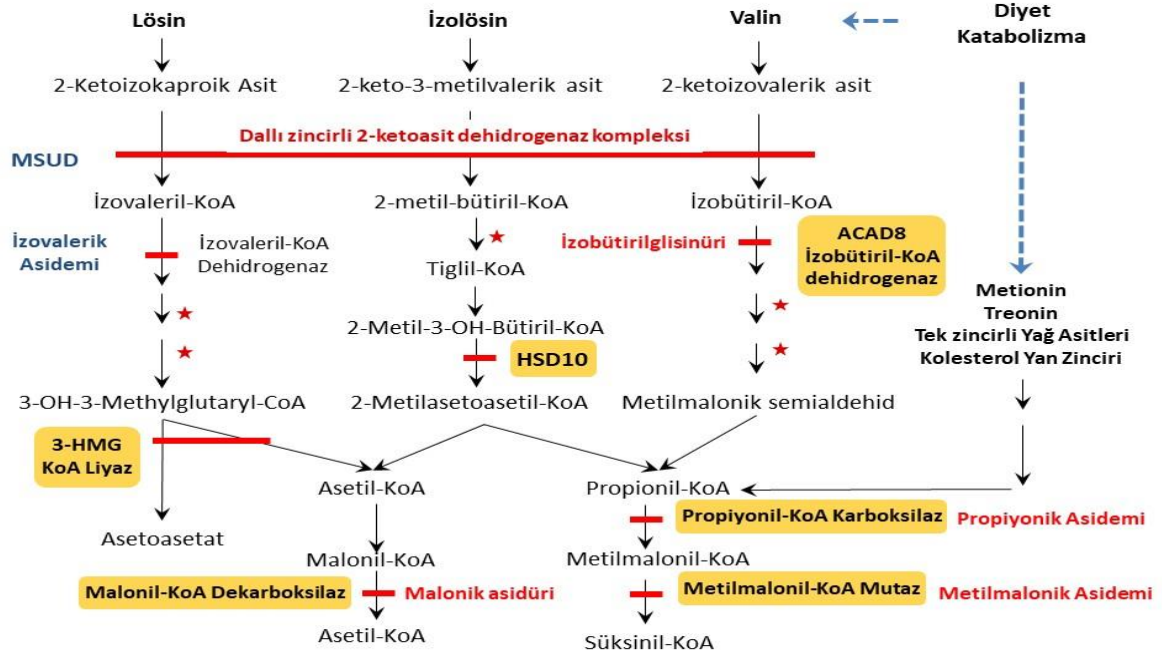 Lösin
İzolösin
Valin
Diyet
Katabolizma
2-Ketoizokaproik Asit
2-keto-3-metilvalerik asit
2-ketoizovalerik asit
Dallı zincirli 2-ketoasit dehidrogenaz kompleksi
MSUD
İzovaleril-KoA
2-metil-bütiril-KoA
İzobütiril-KoA
İzovalerik
Asidemi
İzovaleril-KoA
Dehidrogenaz
Tiglil-KoA
İzobütirilglisinüri
ACAD8
İzobütiril-KoA
dehidrogenaz
Metionin
Treonin
Tek zincirli Yağ Asitleri
Kolesterol Yan Zinciri
2-Metil-3-OH-Bütiril-KoA
HSD10
3-OH-3-Methylglutaryl-CoA
2-Metilasetoasetil-KoA
Metilmalonik semialdehid
3-HMG
KoA Liyaz
Asetil-KoA
Propionil-KoA
Propiyonil-KoA Karboksilaz
Propiyonik Asidemi
Asetoasetat
Malonil-KoA
Metilmalonil-KoA
Malonil-KoA Dekarboksilaz
Malonik asidüri
Metilmalonil-KoA Mutaz
Metilmalonik Asidemi
Asetil-KoA
Süksinil-KoA